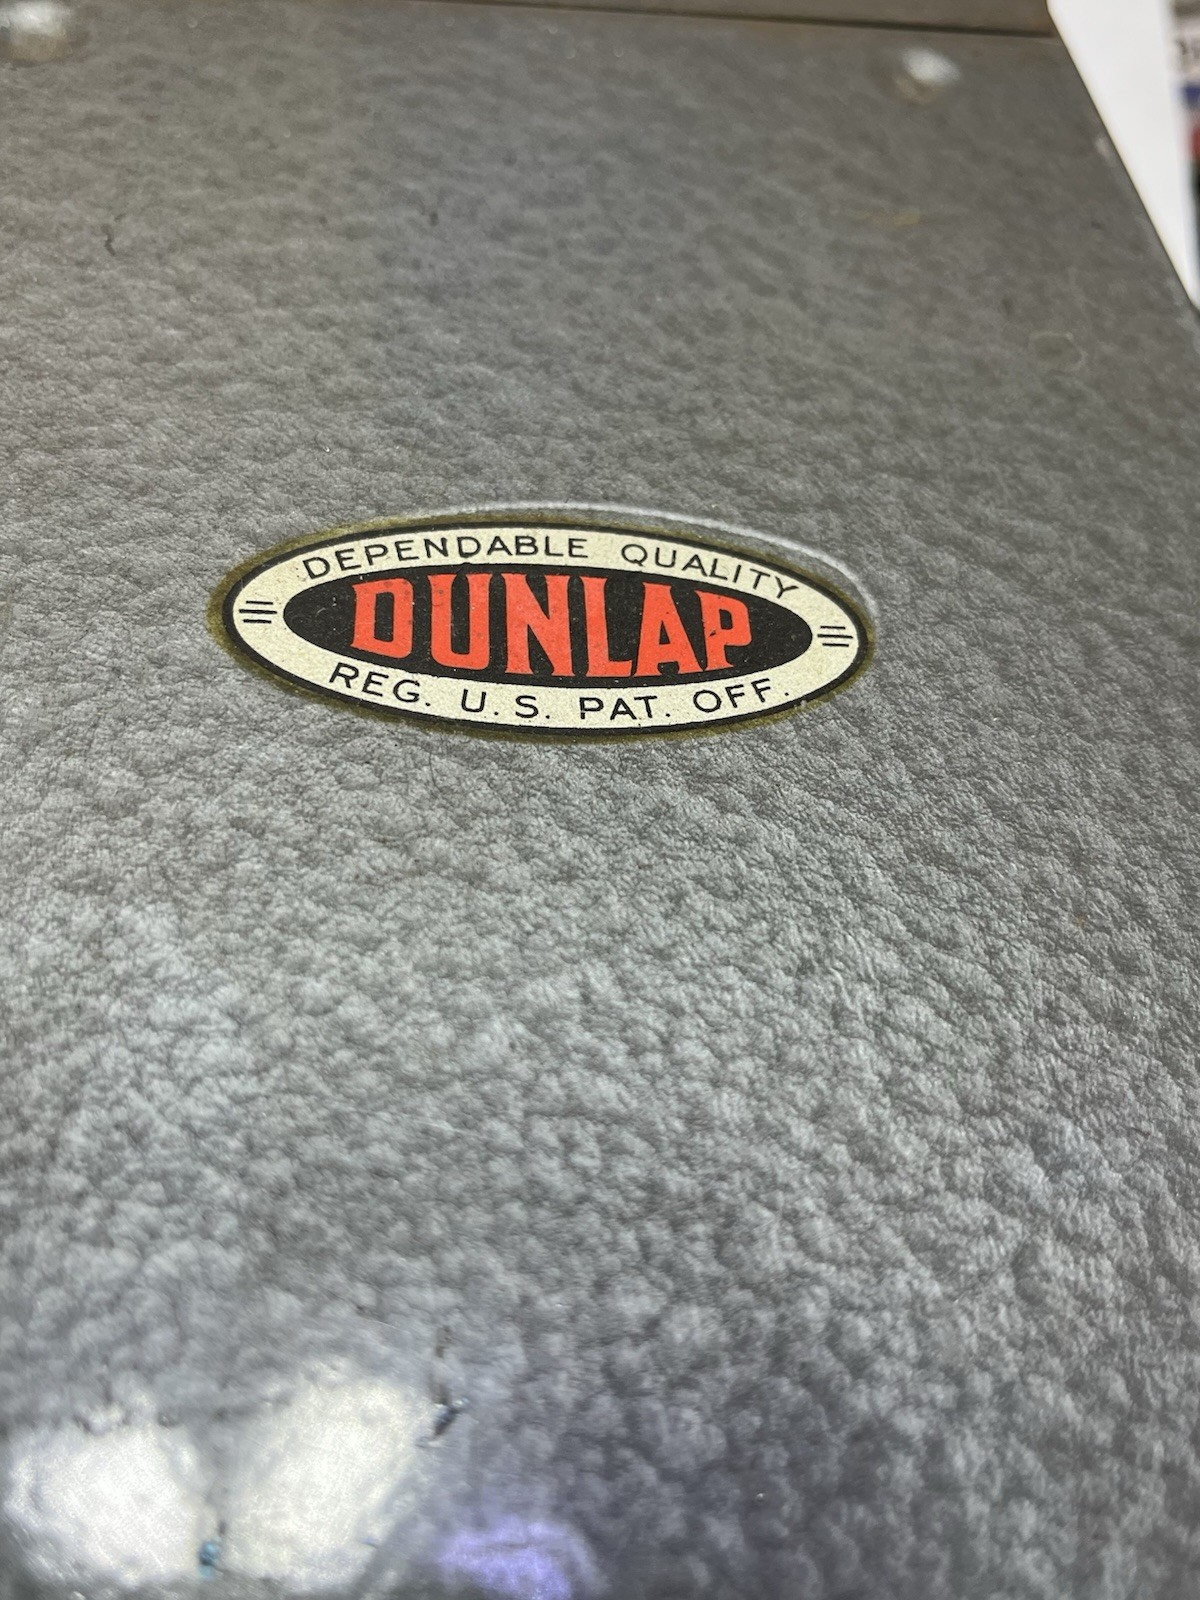 DEPENDABLE QUALITY
DUNLAP
REG. U.S. PAT. OFF.